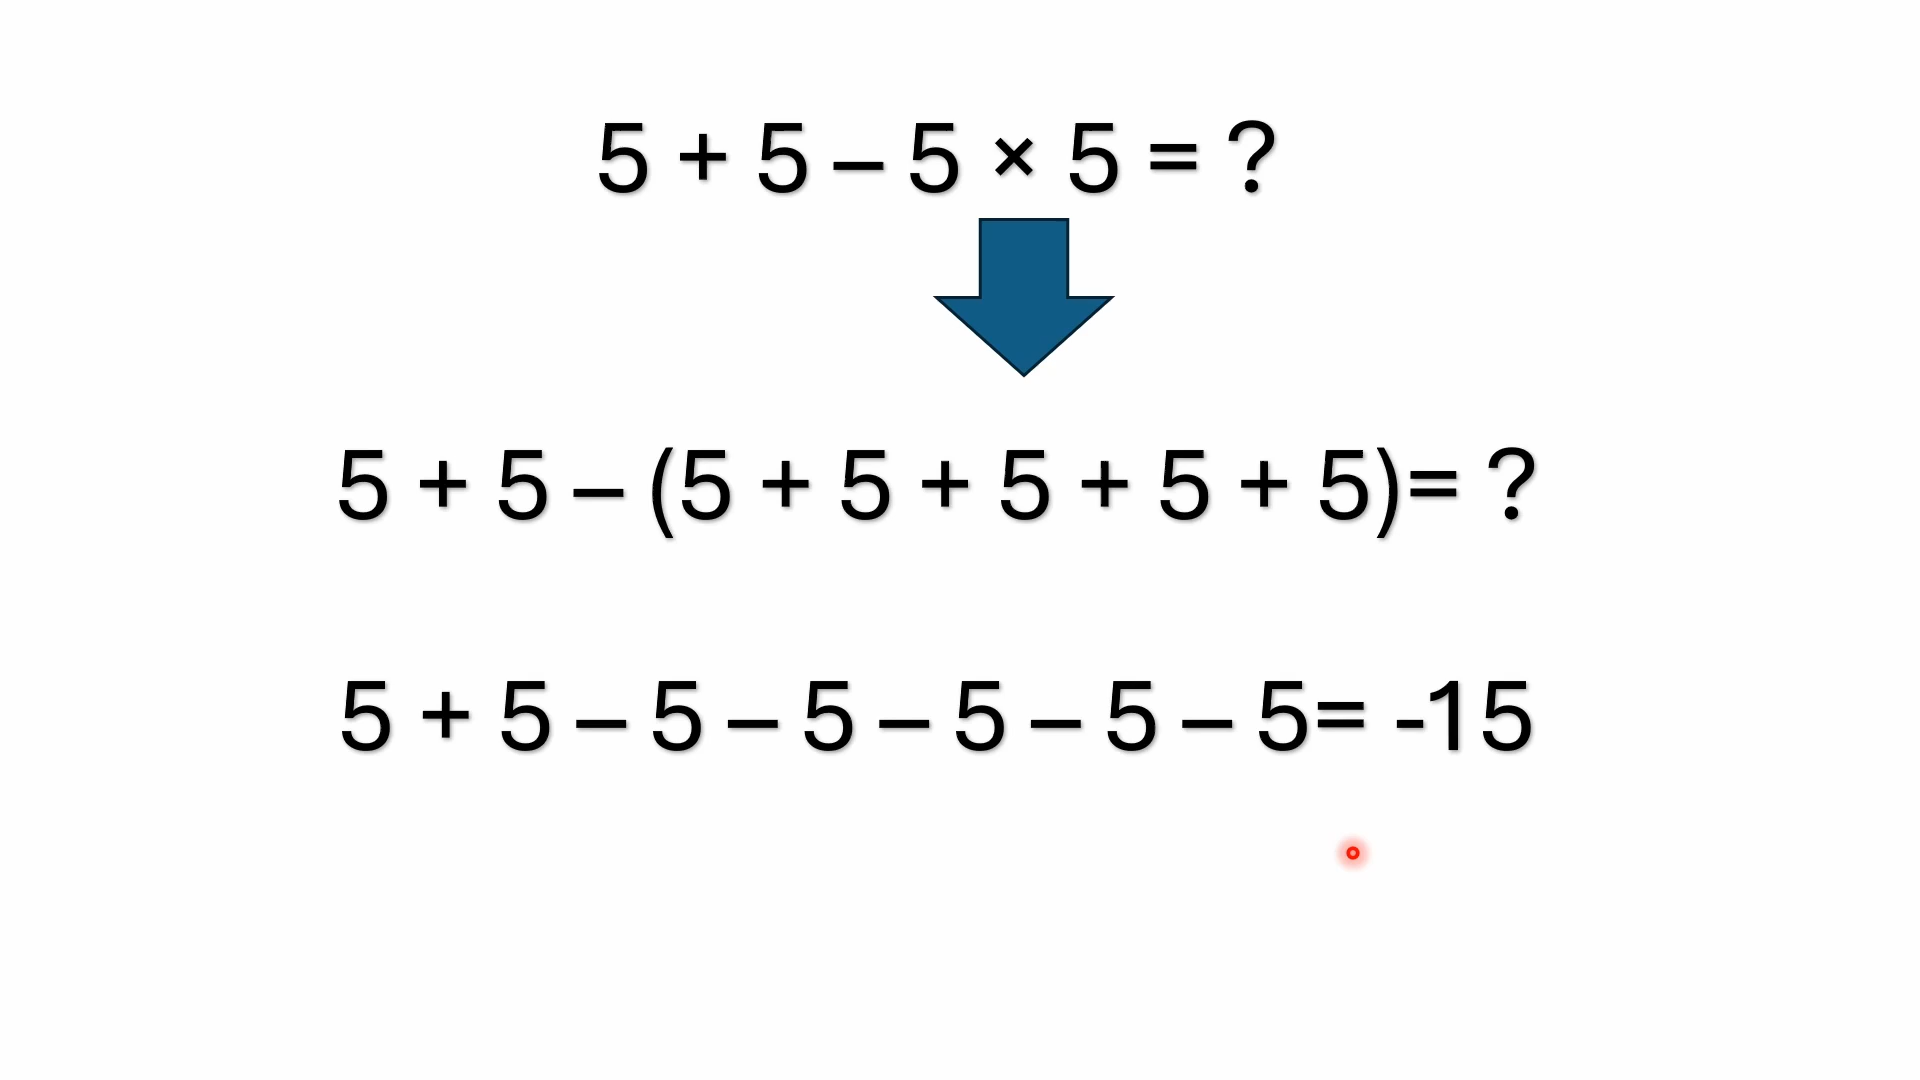 5 + 5 – 5 × 5 = ?
5 + 5 – (5 + 5 + 5 + 5 + 5)= ?
5 + 5 – 5 – 5 – 5 – 5 – 5= -15